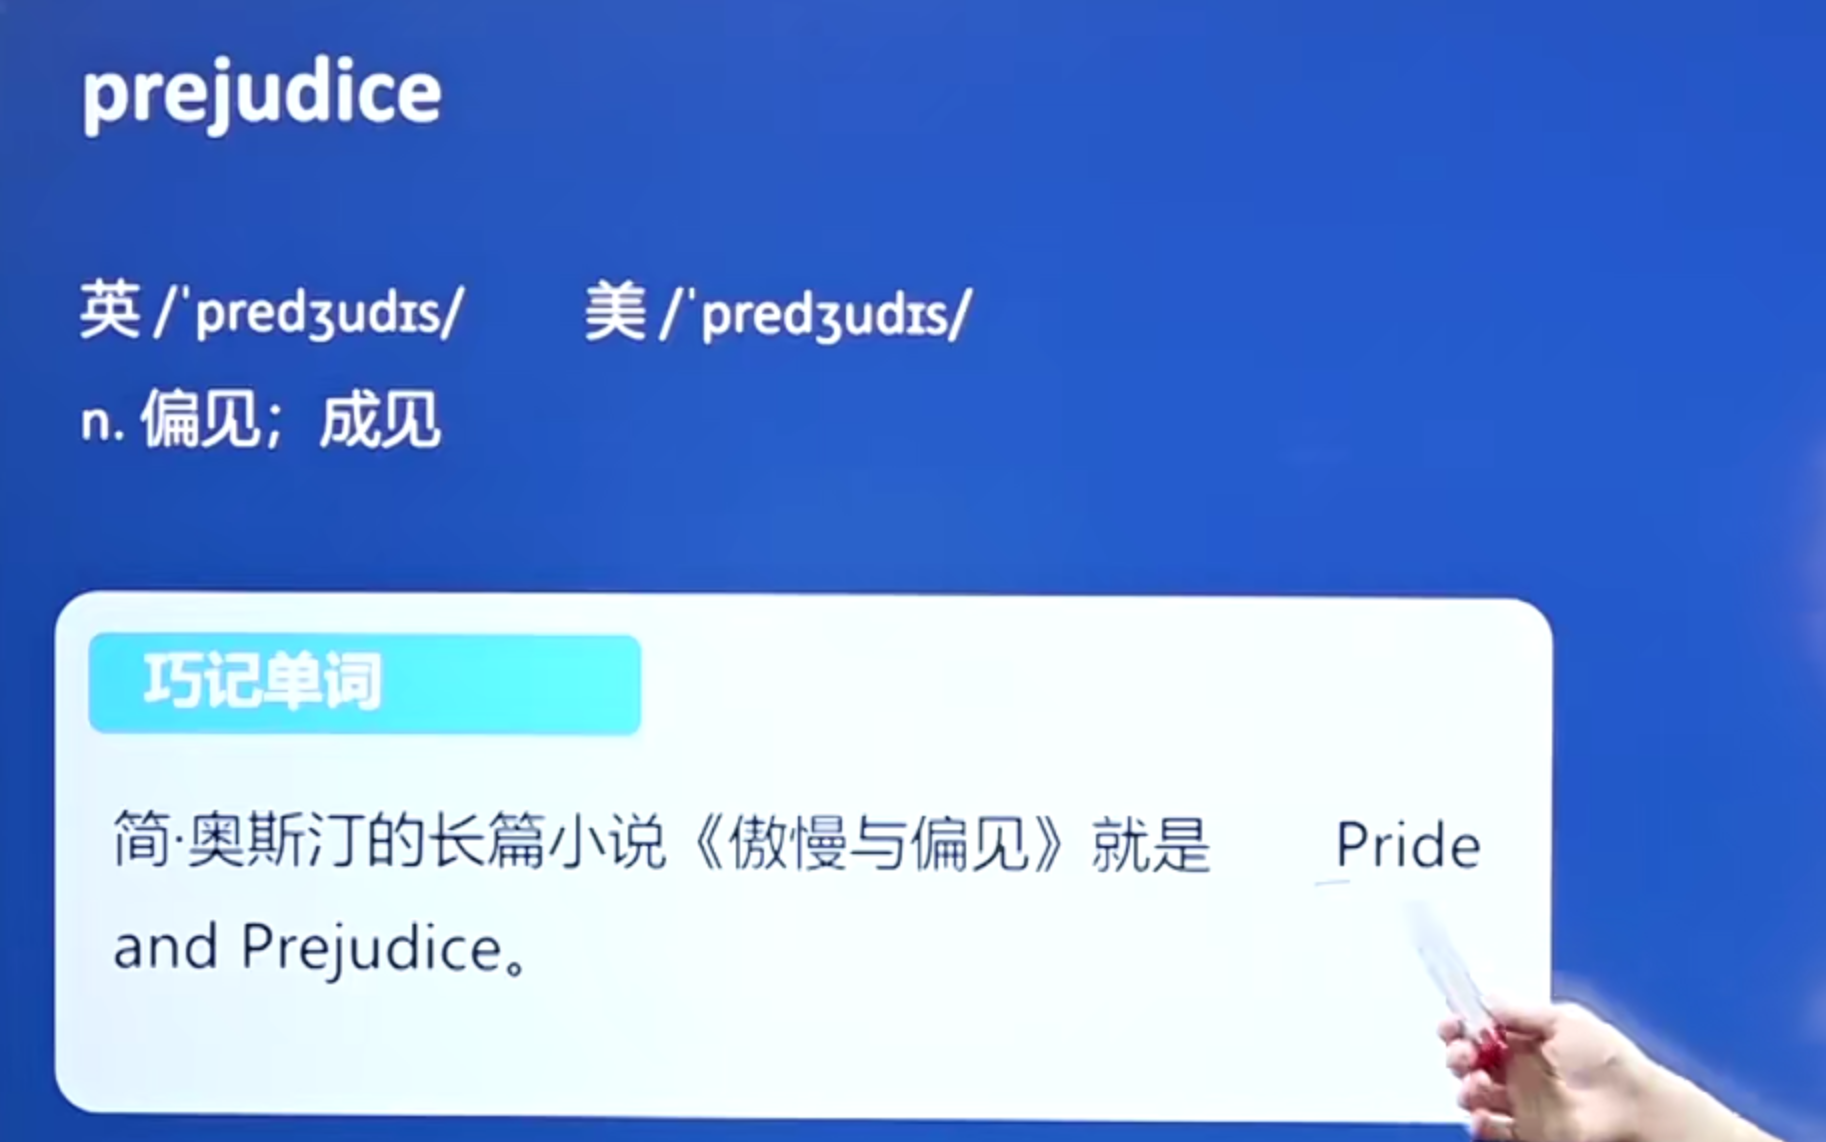 prejudice
英 /ˈpredʒudɪs/ 美 /ˈpredʒudɪs/
n. 偏见；成见
巧记单词
简·奥斯汀的长篇小说《傲慢与偏见》就是 Pride
and Prejudice。